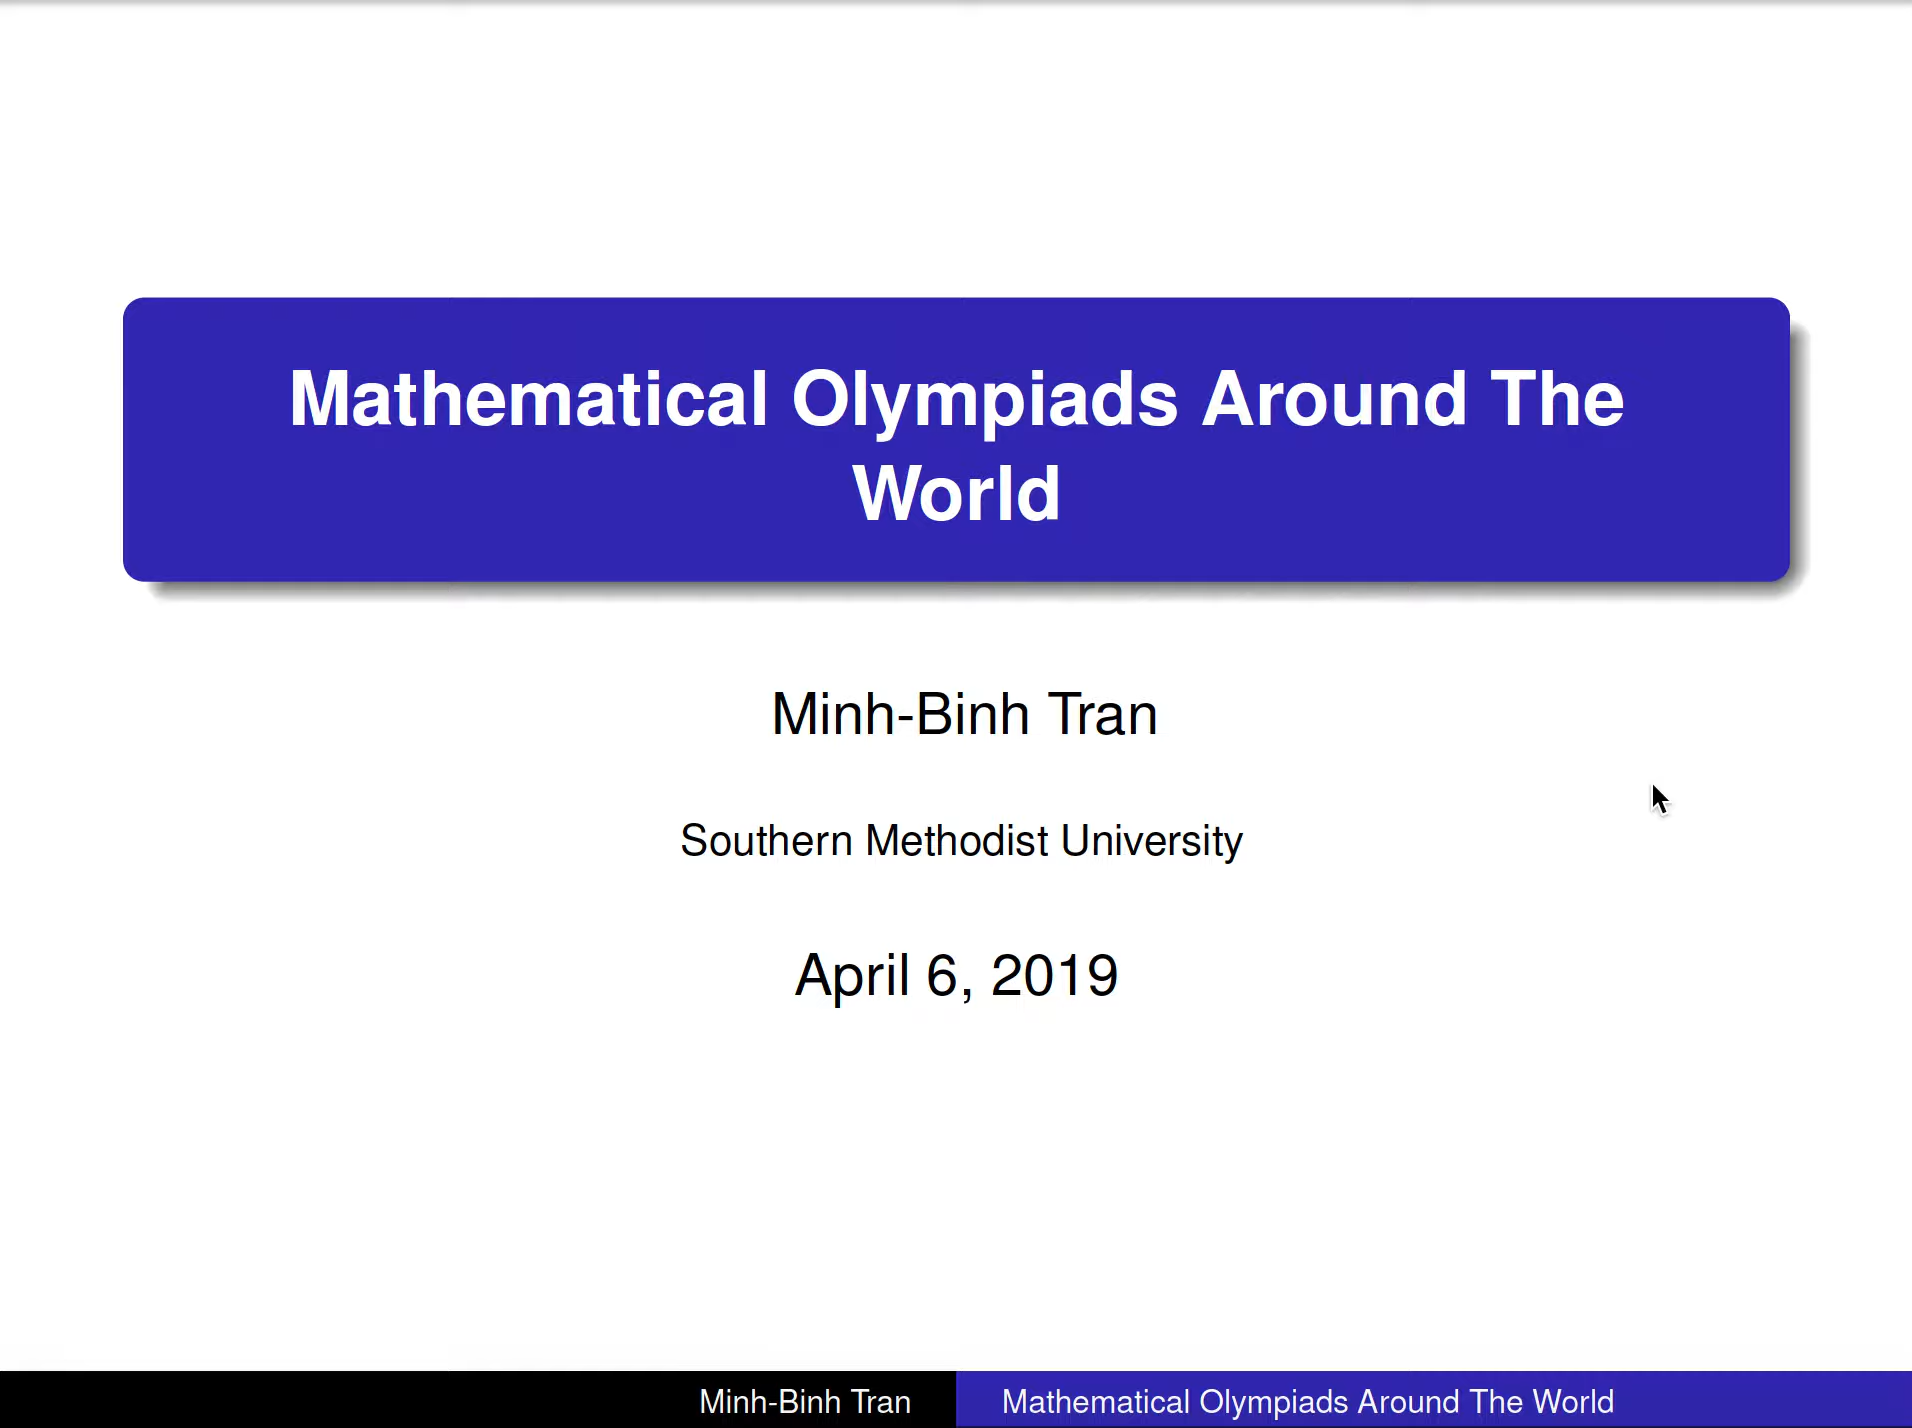 Mathematical Olympiads Around The
World
Minh-Binh Tran
Southern Methodist University
April 6, 2019
Minh-Binh Tran
Mathematical Olympiads Around The World